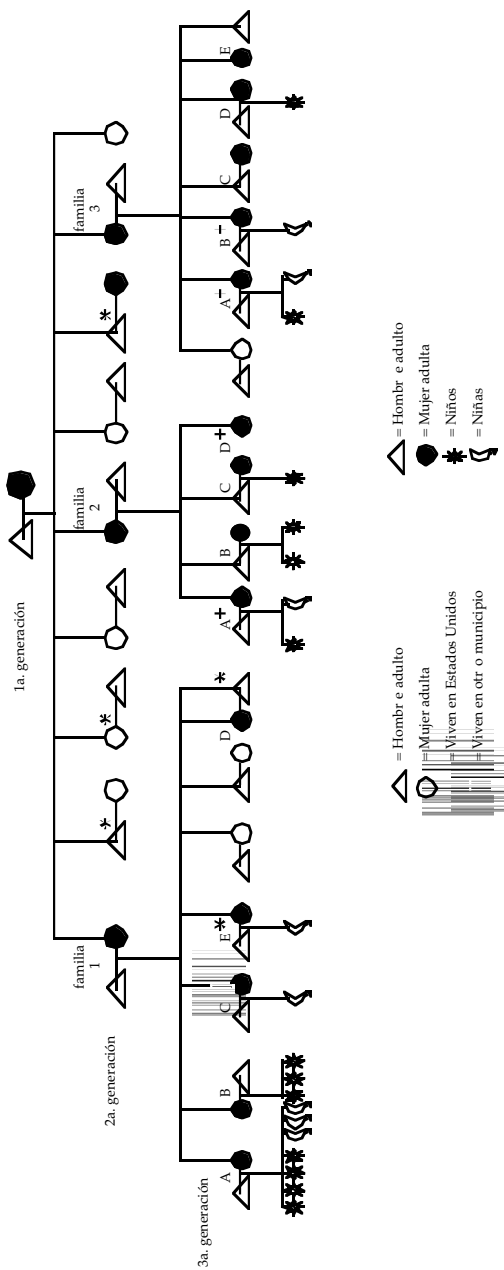 1a. generación
familia
1
familia
2
familia
3
2a. generación
3a. generación
A B C E D A B C D A B C D E
= Hombr e adulto
= Mujer adulta
= Viven en Estados Unidos
= Viven en otr o municipio
= Hombr e adulto
= Mujer adulta
= Niños
= Niñas